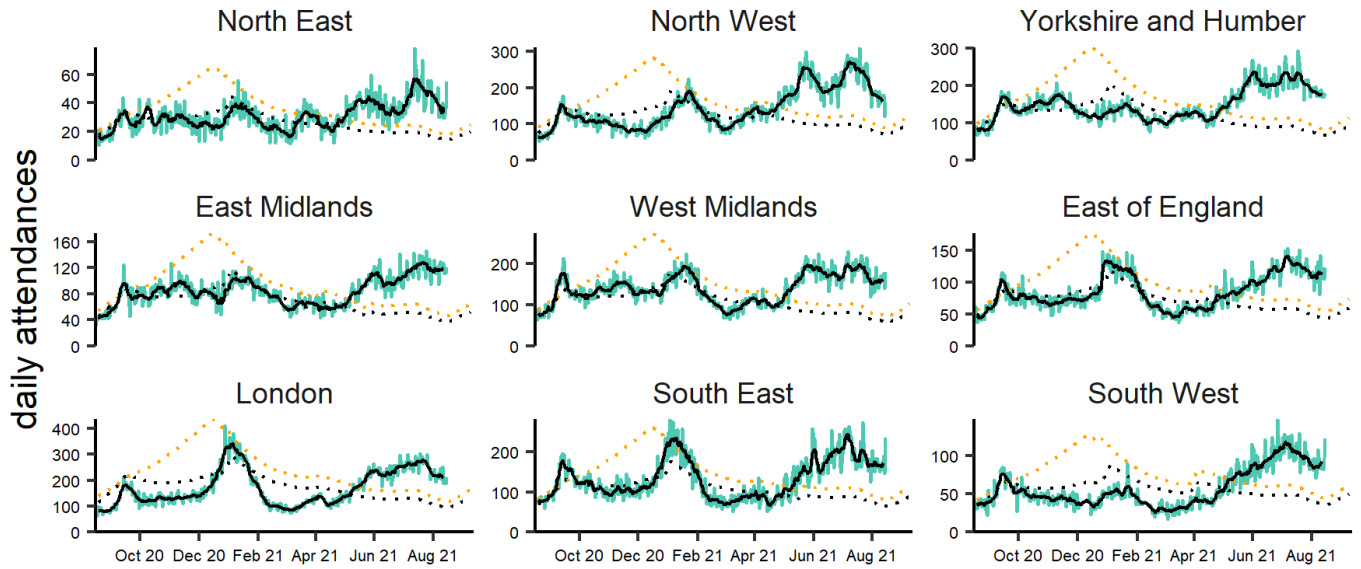 North East
North West
Yorkshire and Humber
60
40
20
0
300
200
100
0
300
200
100
0
East Midlands
West Midlands
East of England
160
120
80
40
0
200
100
0
150
100
50
0
London
South East
South West
400
300
200
100
0
200
100
0
100
50
0
Oct 20 Dec 20 Feb 21 Apr 21 Jun 21 Aug 21
Oct 20 Dec 20 Feb 21 Apr 21 Jun 21 Aug 21
Oct 20 Dec 20 Feb 21 Apr 21 Jun 21 Aug 21
daily attendances